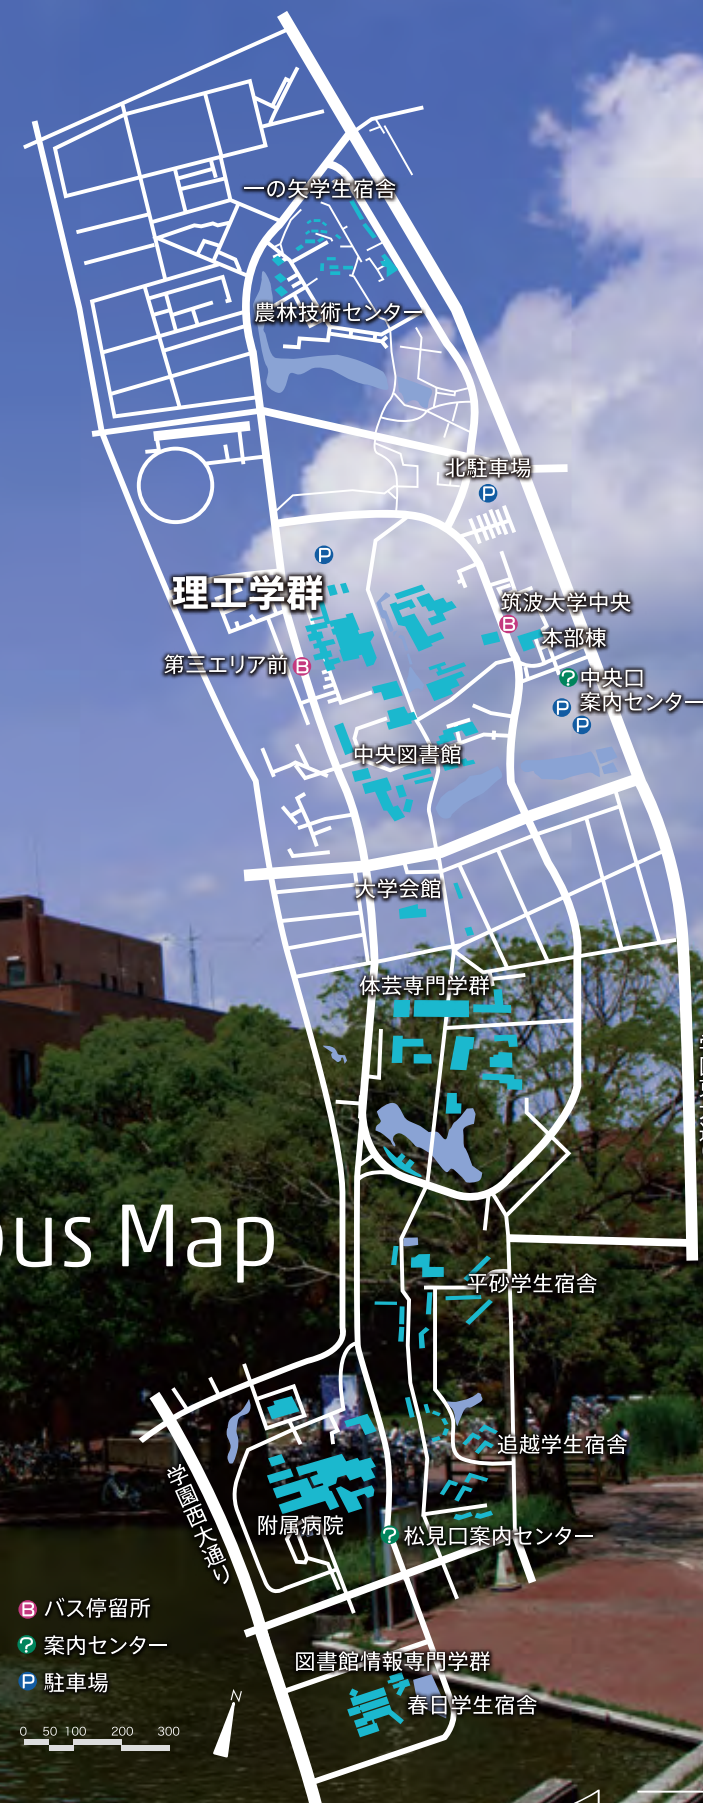 一の矢学生宿舎
農林技術センター
北駐車場
P
P
理工学群
筑波大学中央
B
本部棟
第三エリア前 B
? 中央口
案内センター
P
P
中央図書館
大学会館
体芸専門学群
pus Map
平砂学生宿舎
追越学生宿舎
学園西大通り
附属病院
? 松見口案内センター
B バス停留所
? 案内センター
P 駐車場
図書館情報専門学群
春日学生宿舎
N
0 50 100 200 300